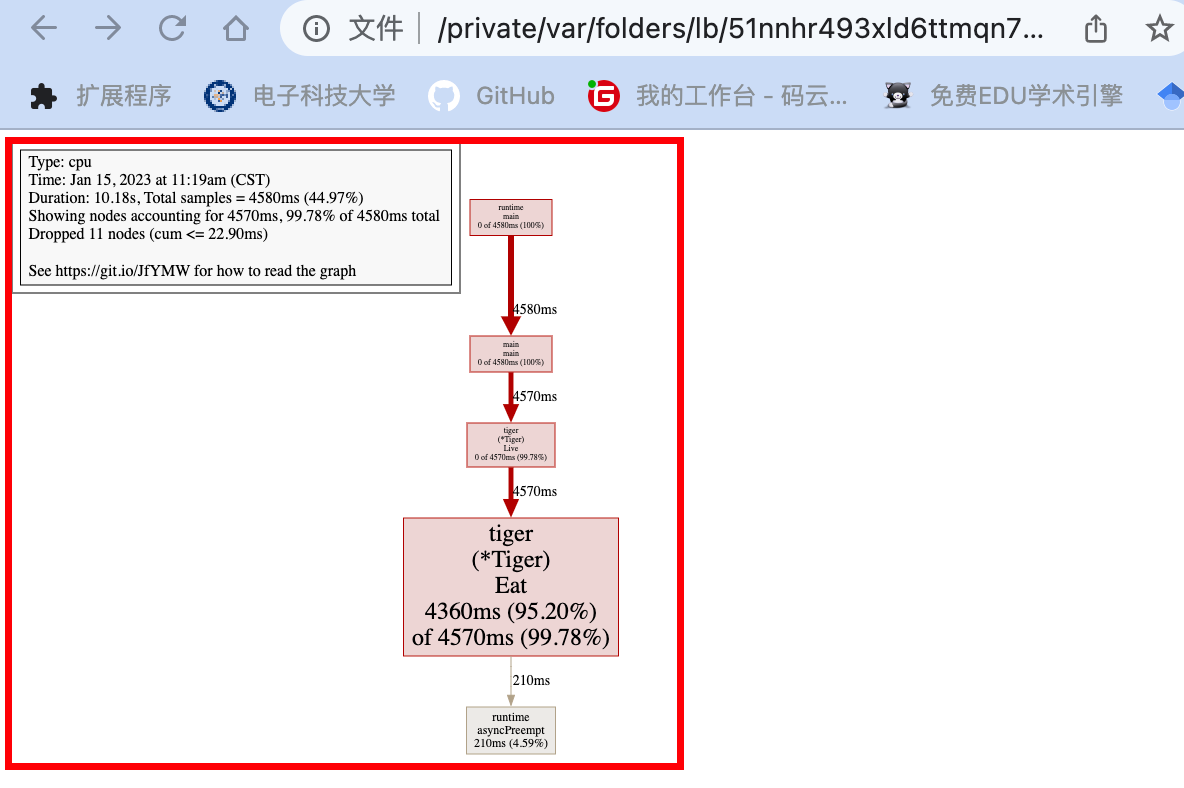 文件 /private/var/folders/lb/51nnhr493xld6ttmqn7...
扩展程序 电子科技大学 GitHub 我的工作台 - 码云... 免费EDU学术引擎
Type: cpu
Time: Jan 15, 2023 at 11:19am (CST)
Duration: 10.18s, Total samples = 4580ms (44.97%)
Showing nodes accounting for 4570ms, 99.78% of 4580ms total
Dropped 11 nodes (cum <= 22.90ms)
See https://git.io/JfYMW for how to read the graph
runtime
main
0 of 4580ms (100%)
4580ms
main
main
0 of 4580ms (100%)
4570ms
tiger
(*Tiger)
Live
0 of 4570ms (99.78%)
4570ms
tiger
(*Tiger)
Eat
4360ms (95.20%)
of 4570ms (99.78%)
210ms
runtime
asyncPreempt
210ms (4.59%)